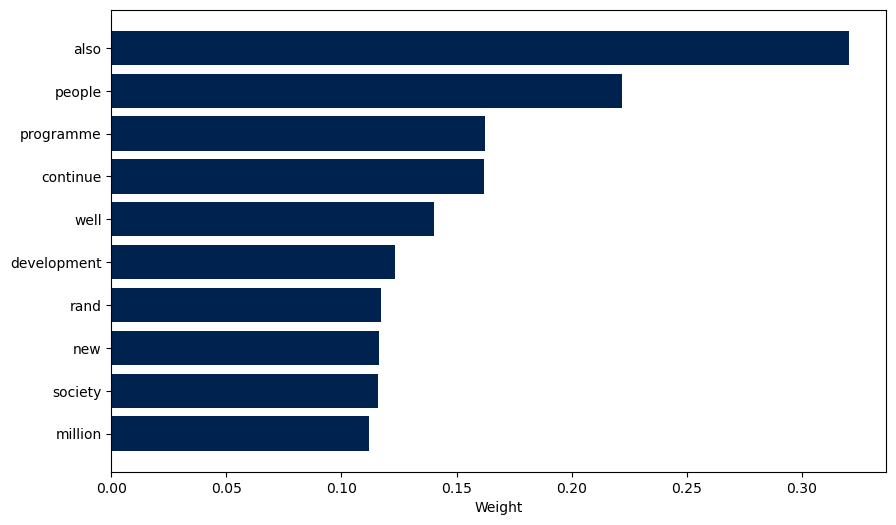 also
people
programme
continue
well
development
rand
new
society
million
0.00 0.05 0.10 0.15 0.20 0.25 0.30
Weight